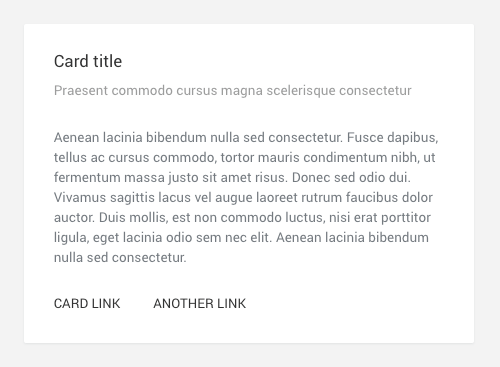 Card title
Praesent commodo cursus magna scelerisque consectetur
Aenean lacinia bibendum nulla sed consectetur. Fusce dapibus,
tellus ac cursus commodo, tortor mauris condimentum nibh, ut
fermentum massa justo sit amet risus. Donec sed odio dui.
Vivamus sagittis lacus vel augue laoreet rutrum faucibus dolor
auctor. Duis mollis, est non commodo luctus, nisi erat porttitor
ligula, eget lacinia odio sem nec elit. Aenean lacinia bibendum
nulla sed consectetur.
CARD LINK ANOTHER LINK